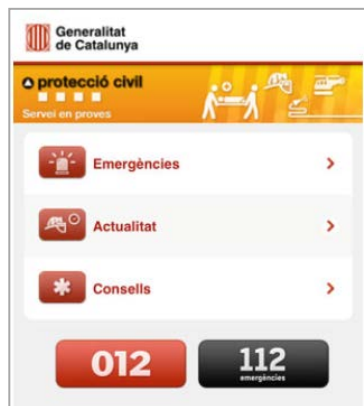 Generalitat
de Catalunya
protecció civil
Servei en proves
Emergències
Actualitat
Consells
012
112
emergències